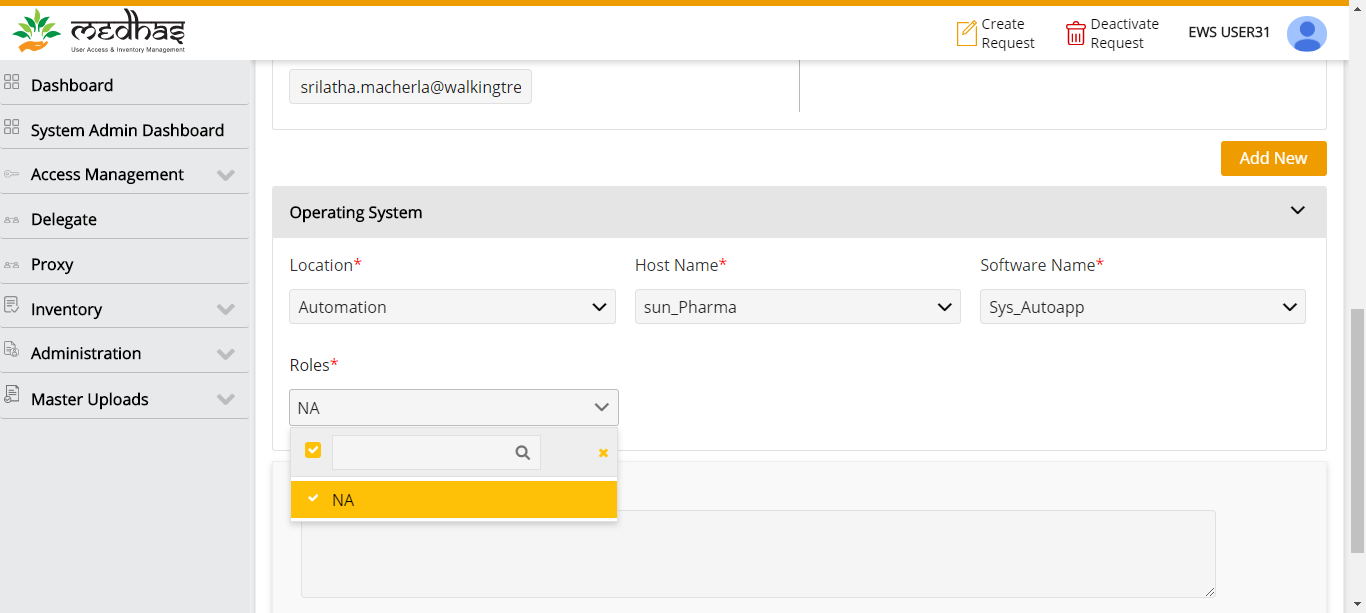 medhas
User Access & Inventory Management
Create
Request
Deactivate
Request
EWS USER31
Dashboard
System Admin Dashboard
Access Management
Delegate
Proxy
Inventory
Administration
Master Uploads
srilatha.macherla@walkingtre
Add New
Operating System
Location*
Host Name*
Software Name*
Automation
sun_Pharma
Sys_Autoapp
Roles*
NA
NA